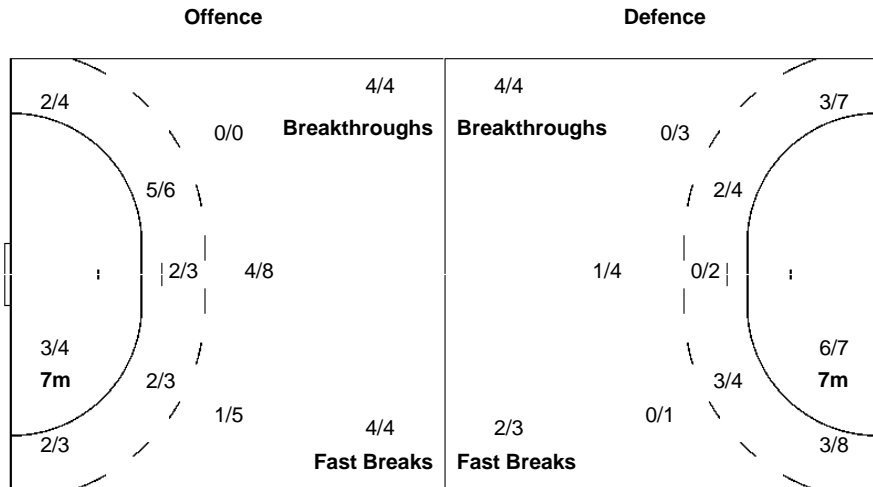 Offence Defence
4/4 4/4
2/4 3/7
0/0 Breakthroughs Breakthroughs 0/3
5/6 2/4
2/3 4/8 1/4 0/2
3/4 6/7
7m 2/3 3/4 7m
1/5 0/1
4/4 2/3
2/3 3/8
Fast Breaks Fast Breaks